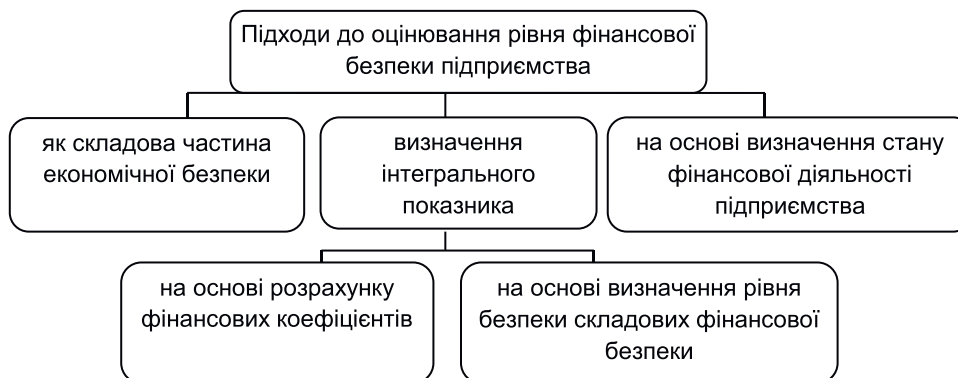 Підходи до оцінювання рівня фінансової
безпеки підприємства
як складова частина
економічної безпеки
визначення
інтегрального
показника
на основі визначення стану
фінансової діяльності
підприємства
на основі розрахунку
фінансових коефіцієнтів
на основі визначення рівня
безпеки складових фінансової
безпеки